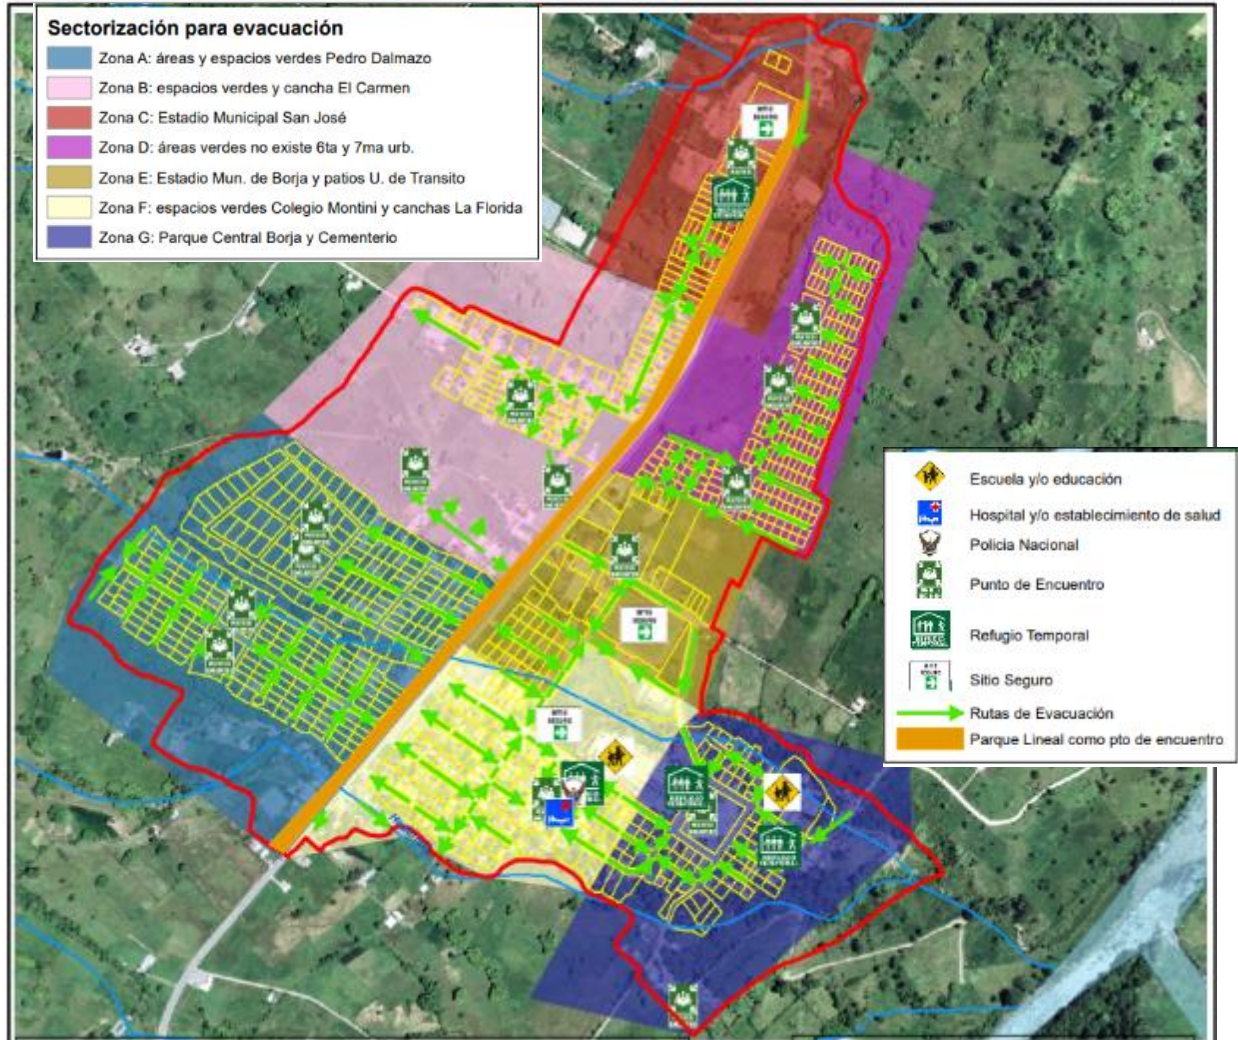 Sectorización para evacuación
Zona A: áreas y espacios verdes Pedro Dalmazo
Zona B: espacios verdes y cancha El Carmen
Zona C: Estadio Municipal San José
Zona D: áreas verdes no existe 6ta y 7ma urb.
Zona E: Estadio Mun. de Borja y patios U. de Transito
Zona F: espacios verdes Colegio Montini y canchas La Florida
Zona G: Parque Central Borja y Cementerio
Escuela y/o educación
Hospital y/o establecimiento de salud
Policia Nacional
Punto de Encuentro
Refugio Temporal
Sitio Seguro
Rutas de Evacuación
Parque Lineal como pto de encuentro